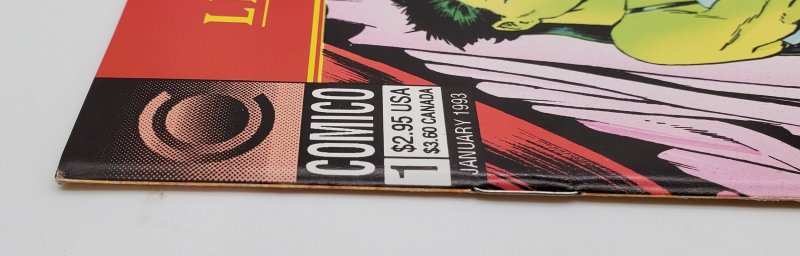 COMICO
1
$2.95 USA
$3.60 CANADA
JANUARY 1993